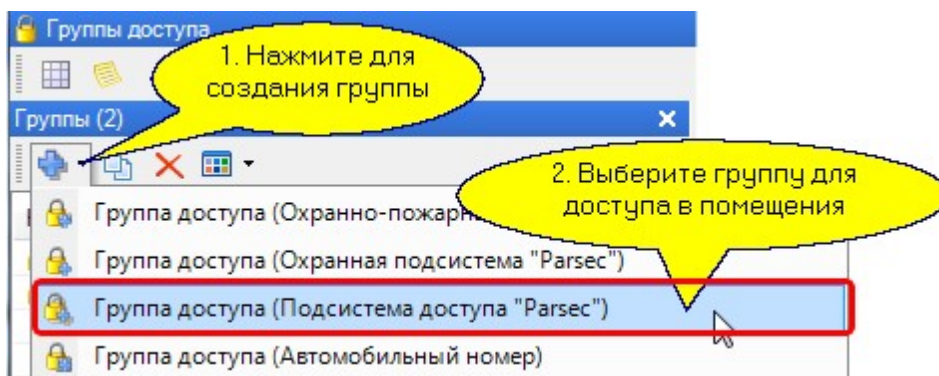 Группы доступа
1. Нажмите для
создания группы
Группы (2)
2. Выберите группу для
доступа в помещения
Группа доступа (Охранно-пожарн
Группа доступа (Охранная подсистема "Parsec")
Группа доступа (Подсистема доступа "Parsec")
Группа доступа (Автомобильный номер)